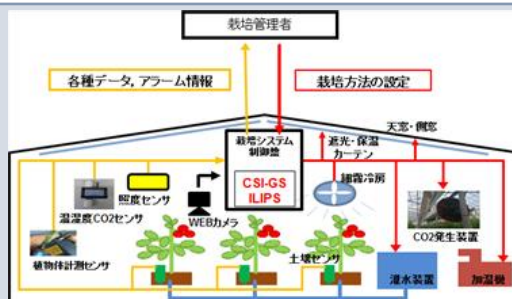 栽培管理者
各種データ,アラーム情報
栽培方法の設定
天窓・側窓
栽培システム
制御盤
遮光・保温
カーテン
CSI-GS
ILIPS
照度センサ
細霧冷房
温湿度CO2センサ
WEBカメラ
CO2発生装置
植物体計測センサ
土壌センサ
灌水装置
加温機